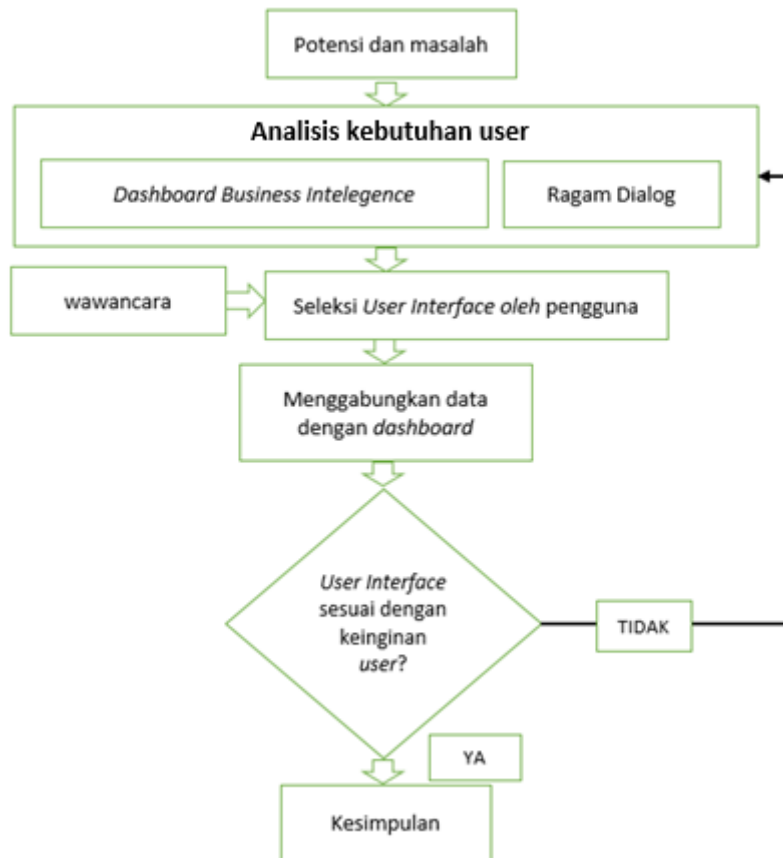 Potensi dan masalah
Analisis kebutuhan user
Dashboard Business Intelegence
Ragam Dialog
wawancara
Seleksi User Interface oleh pengguna
Menggabungkan data
dengan dashboard
User Interface
sesuai dengan
keinginan
user?
TIDAK
YA
Kesimpulan